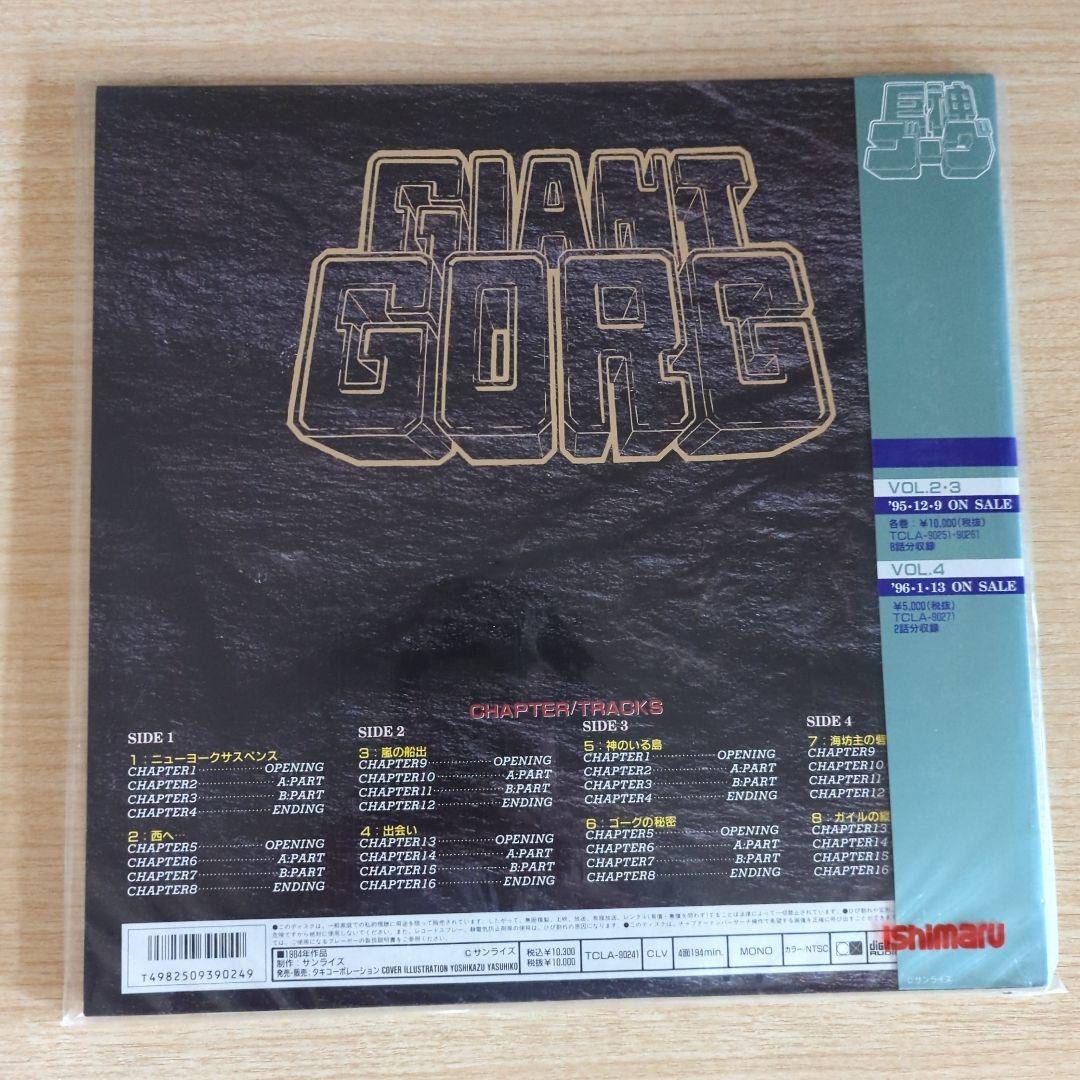 GIANT
GORG
巨神
ゴーグ
VOL.2・3
'95・12・9 ON SALE
各巻:¥10,000(税抜)
TCLA-90251・90261
8話分収録
VOL.4
'96・1・13 ON SALE
¥5,000(税抜)
TCLA-90271
2話分収録
CHAPTER/TRACKS
SIDE 1
1:ニューヨークサスペンス
CHAPTER1 OPENING
CHAPTER2 A:PART
CHAPTER3 B:PART
CHAPTER4 ENDING
2:西へ…
CHAPTER5 OPENING
CHAPTER6 A:PART
CHAPTER7 B:PART
CHAPTER8 ENDING
SIDE 2
3:嵐の船出
CHAPTER9 OPENING
CHAPTER10 A:PART
CHAPTER11 B:PART
CHAPTER12 ENDING
4:出会い
CHAPTER13 OPENING
CHAPTER14 A:PART
CHAPTER15 B:PART
CHAPTER16 ENDING
SIDE 3
5:神のいる島
CHAPTER1 OPENING
CHAPTER2 A:PART
CHAPTER3 B:PART
CHAPTER4 ENDING
6:ゴーグの秘密
CHAPTER5 OPENING
CHAPTER6 A:PART
CHAPTER7 B:PART
CHAPTER8 ENDING
SIDE 4
7:海坊主の砦
CHAPTER9
CHAPTER10
CHAPTER11
CHAPTER12
8:ガイルの
CHAPTER13
CHAPTER14
CHAPTER15
CHAPTER16
T4982509390249
■1984年作品
制作:サンライズ
発売・販売:タキコーポレーション COVER ILLUSTRATION YOSHIKAZU YASUHIKO
©サンライズ
税込¥10,300
税抜¥10,000
TCLA-90241
CLV
4面194min.
MONO
カラー/NTSC
ishimaru
©サンライズ